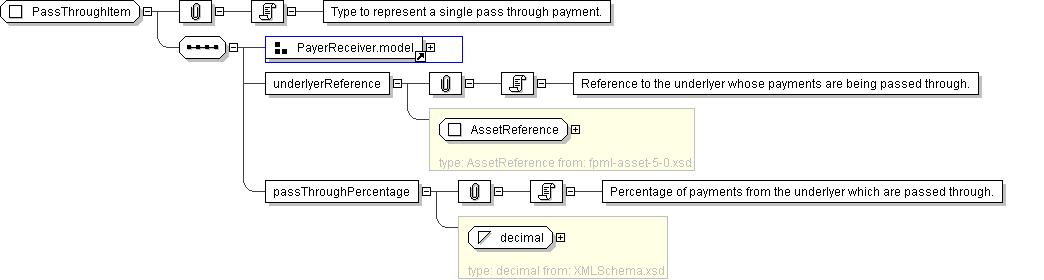 PassThroughItem
Type to represent a single pass through payment.
PayerReceiver.model
underlyerReference
Reference to the underlyer whose payments are being passed through.
AssetReference
type: AssetReference from: fpml-asset-5-0.xsd
passThroughPercentage
Percentage of payments from the underlyer which are passed through.
decimal
type: decimal from: XMLSchema.xsd